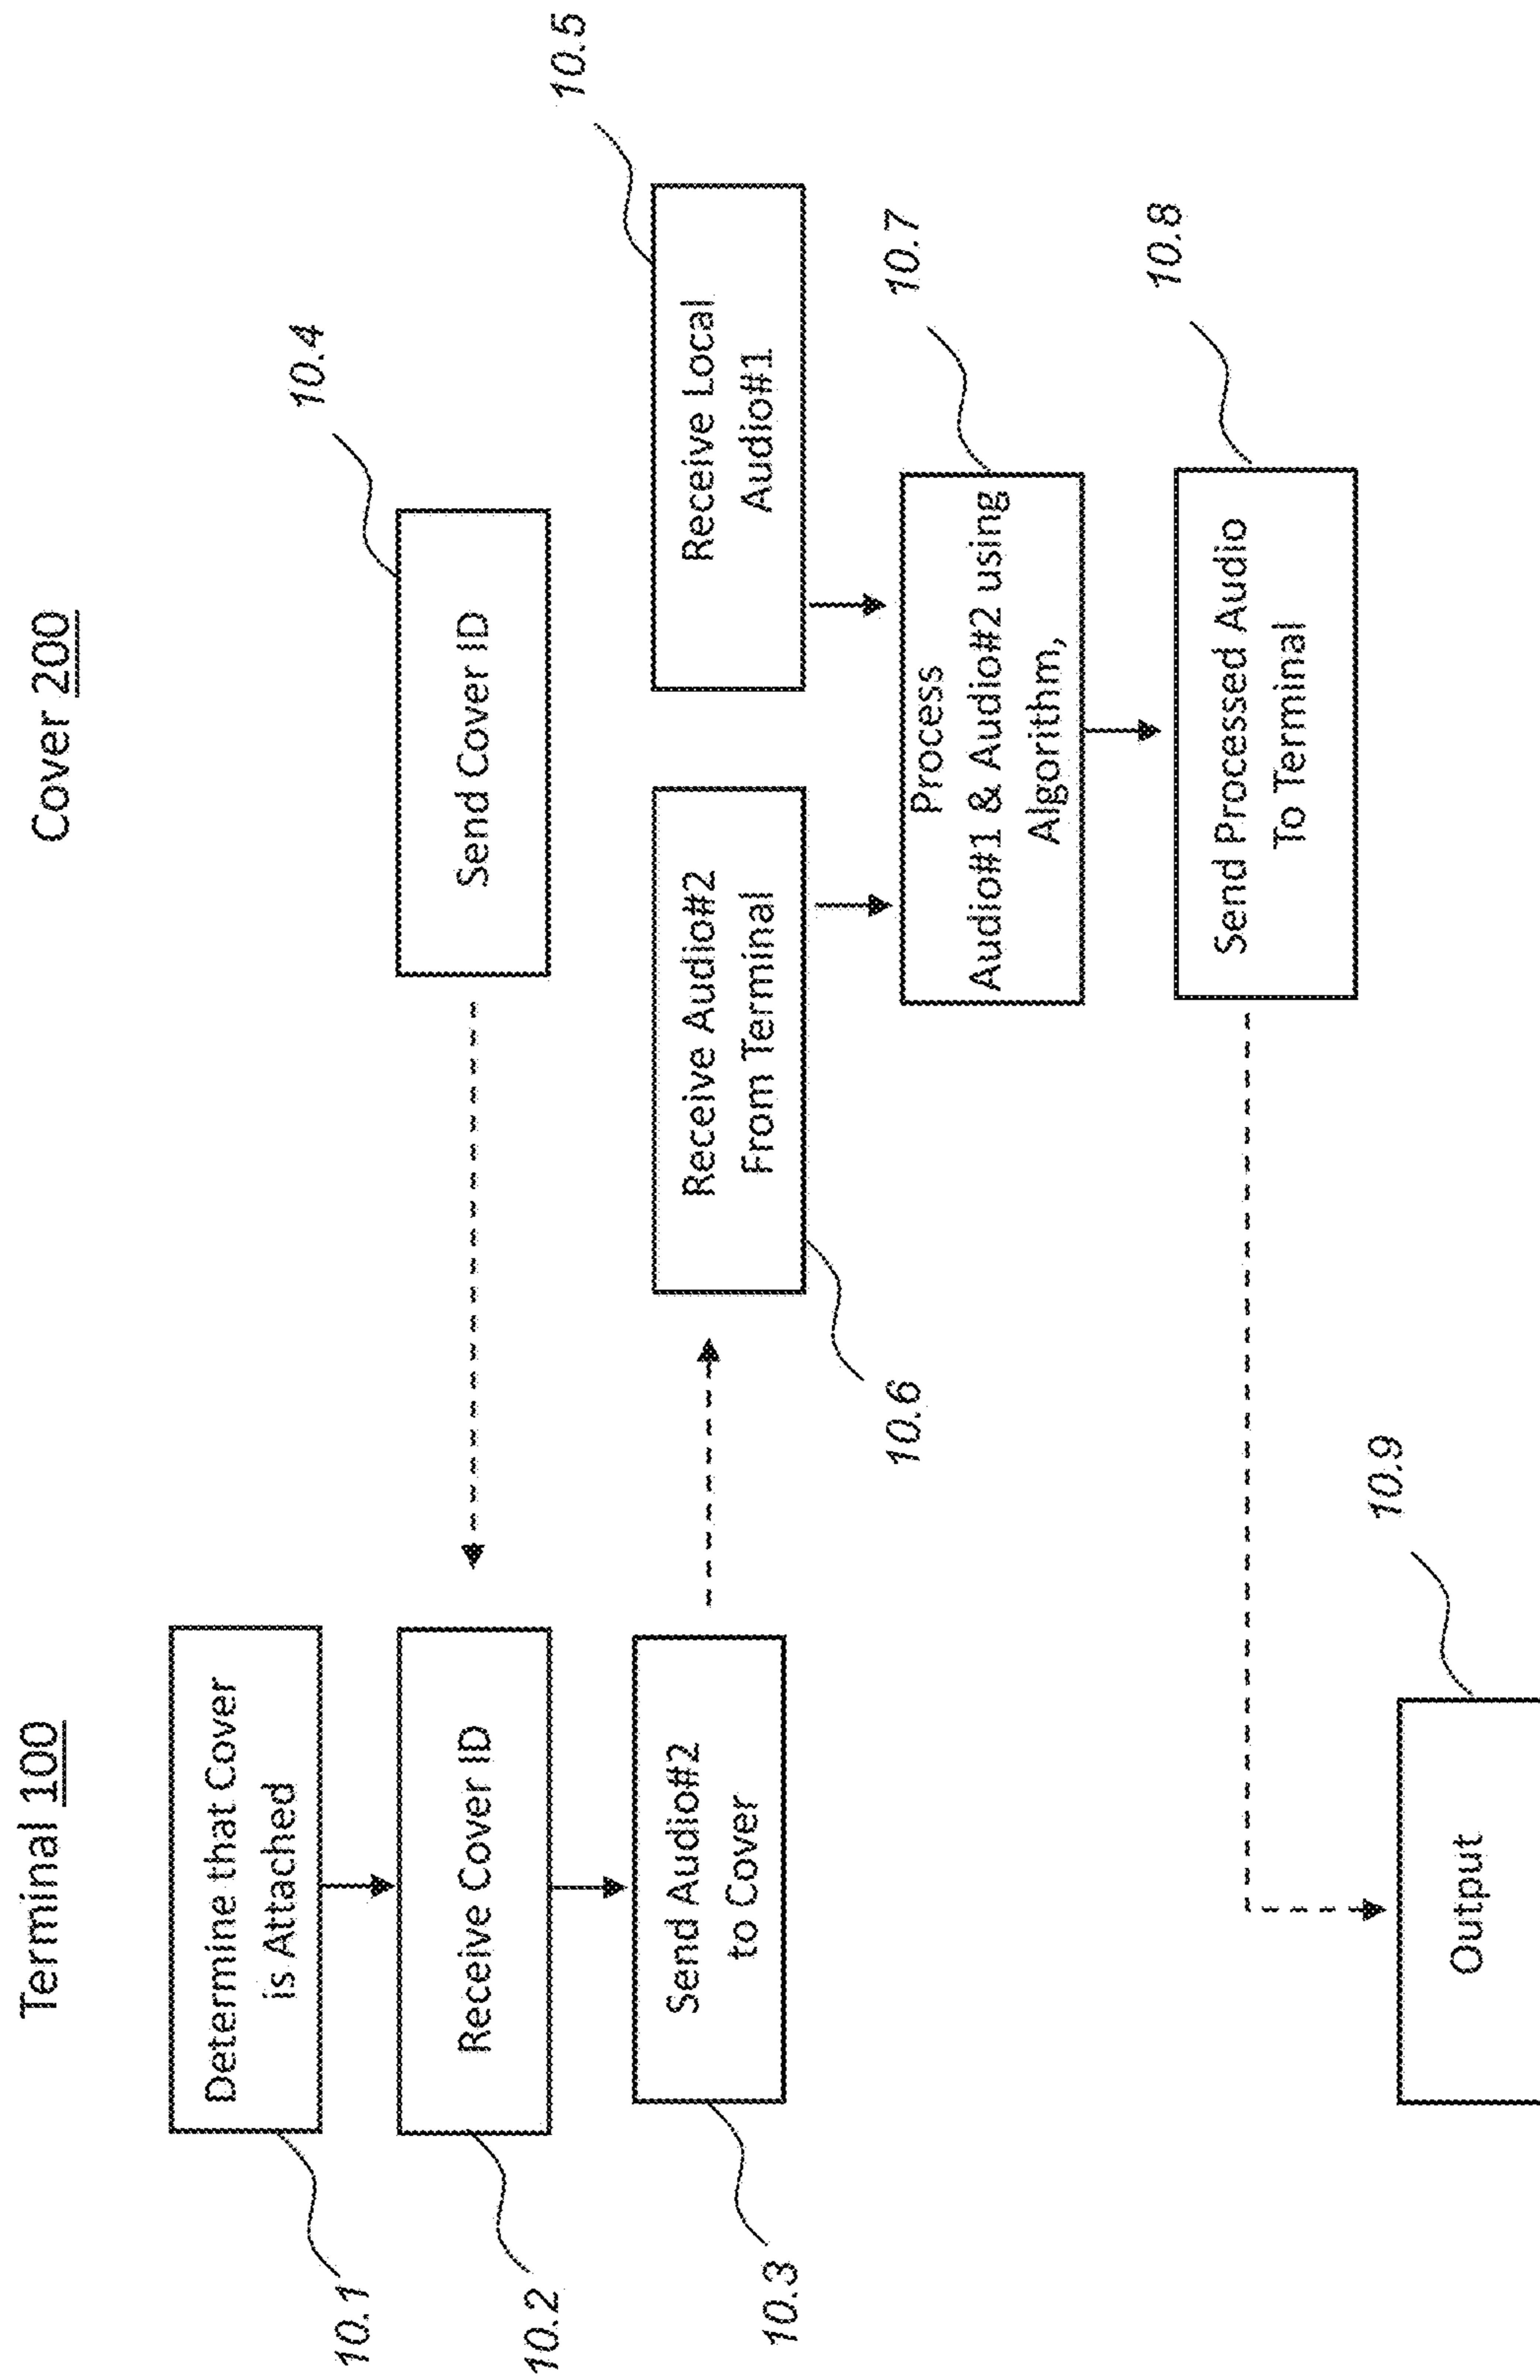 Terminal 100
Cover 200
Determine that Cover
is Attached
10.1
Receive Cover ID
10.2
Send Cover ID
10.4
Send Audio#2
to Cover
10.3
Receive Audio#2
From Terminal
10.6
Receive Local
Audio#1
10.5
Process
Audio#1 & Audio#2 using
Algorithm,
10.7
Send Processed Audio
To Terminal
10.8
Output
10.9